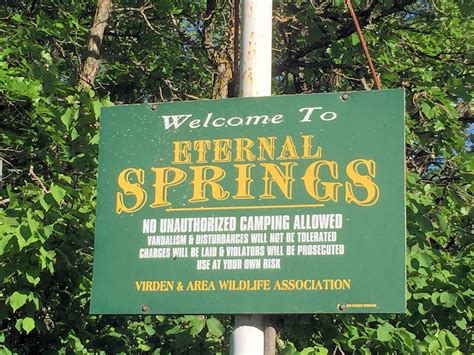 Welcome To
ETERNAL
SPRINGS
NO UNAUTHORIZED CAMPING ALLOWED
VANDALISM & DISTURBANCES WILL NOT BE TOLERATED
CHARGES WILL BE LAID & VIOLATORS WILL BE PROSECUTED
USE AT YOUR OWN RISK
VIRDEN & AREA WILDLIFE ASSOCIATION